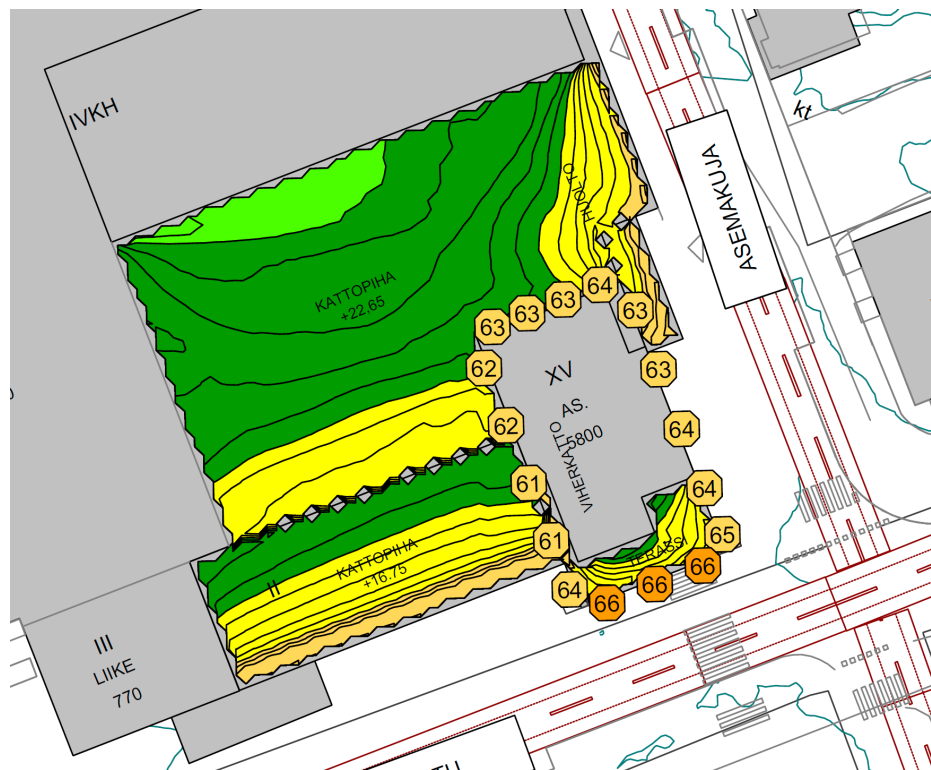 IVKH
kt
ASEMAKUJA
HUOLTO
KATTOPIHA
+22.65
64
63
63
63
63
62
63
XV
AS.
5800
VIHERKATTO
62
64
61
64
61
65
TERASSI
66
66
64
66
KATTOPIHA
+16.75
II
III
LIIKE
770